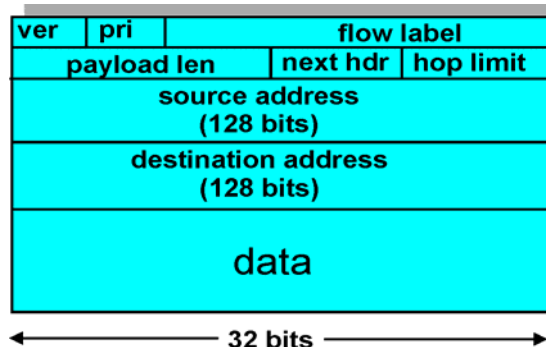 ver pri flow label
payload len next hdr hop limit
source address
(128 bits)
destination address
(128 bits)
data
32 bits